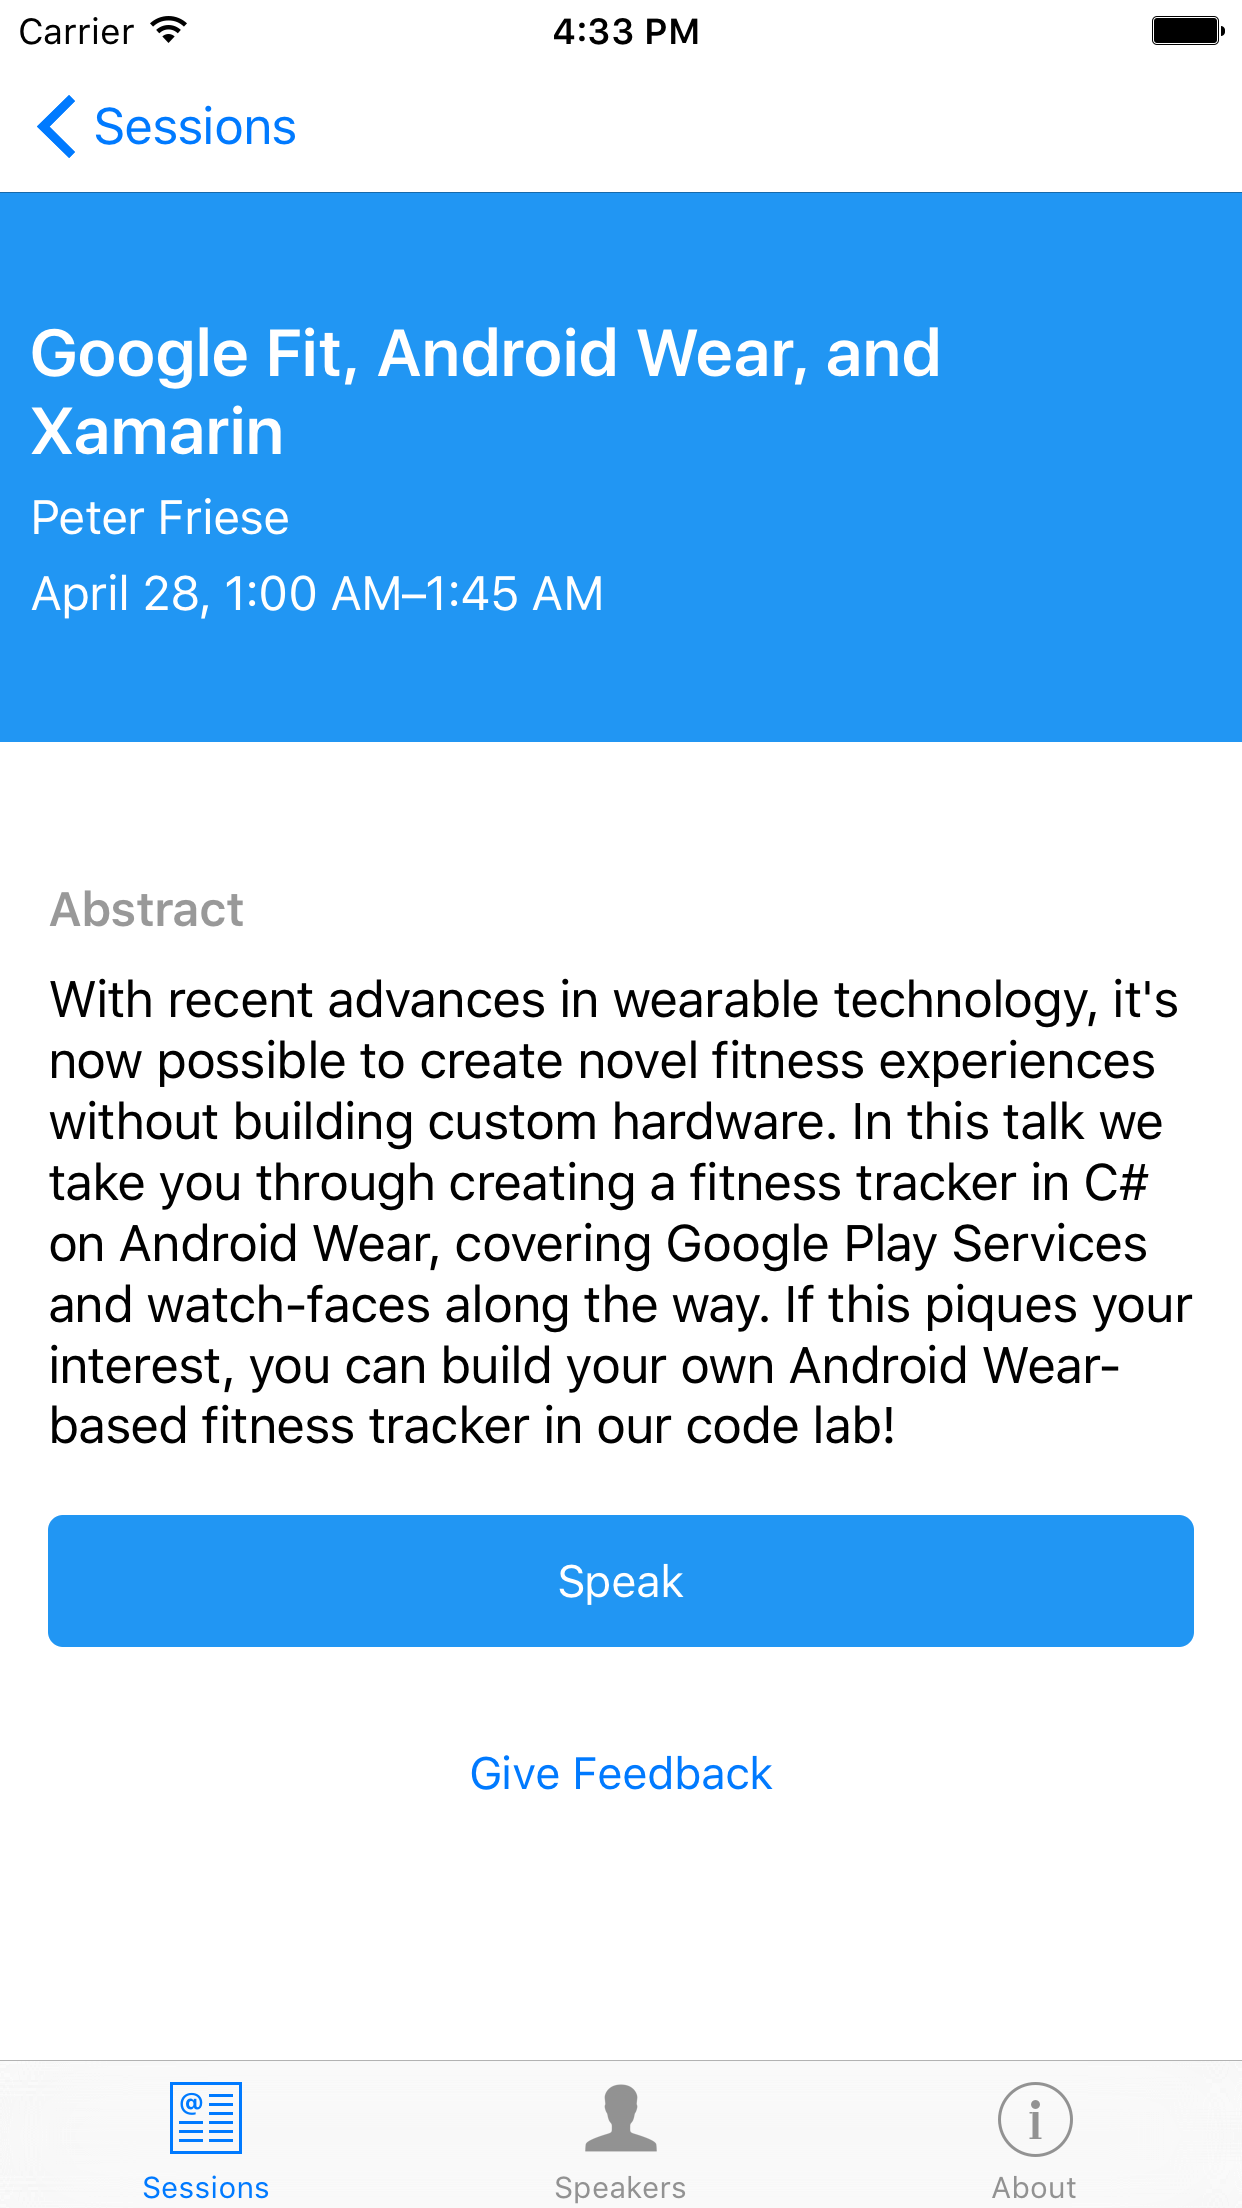 Carrier 4:33 PM
Sessions
Google Fit, Android Wear, and
Xamarin
Peter Friese
April 28, 1:00 AM–1:45 AM
Abstract
With recent advances in wearable technology, it's
now possible to create novel fitness experiences
without building custom hardware. In this talk we
take you through creating a fitness tracker in C#
on Android Wear, covering Google Play Services
and watch-faces along the way. If this piques your
interest, you can build your own Android Wear-
based fitness tracker in our code lab!
Speak
Give Feedback
Sessions Speakers About